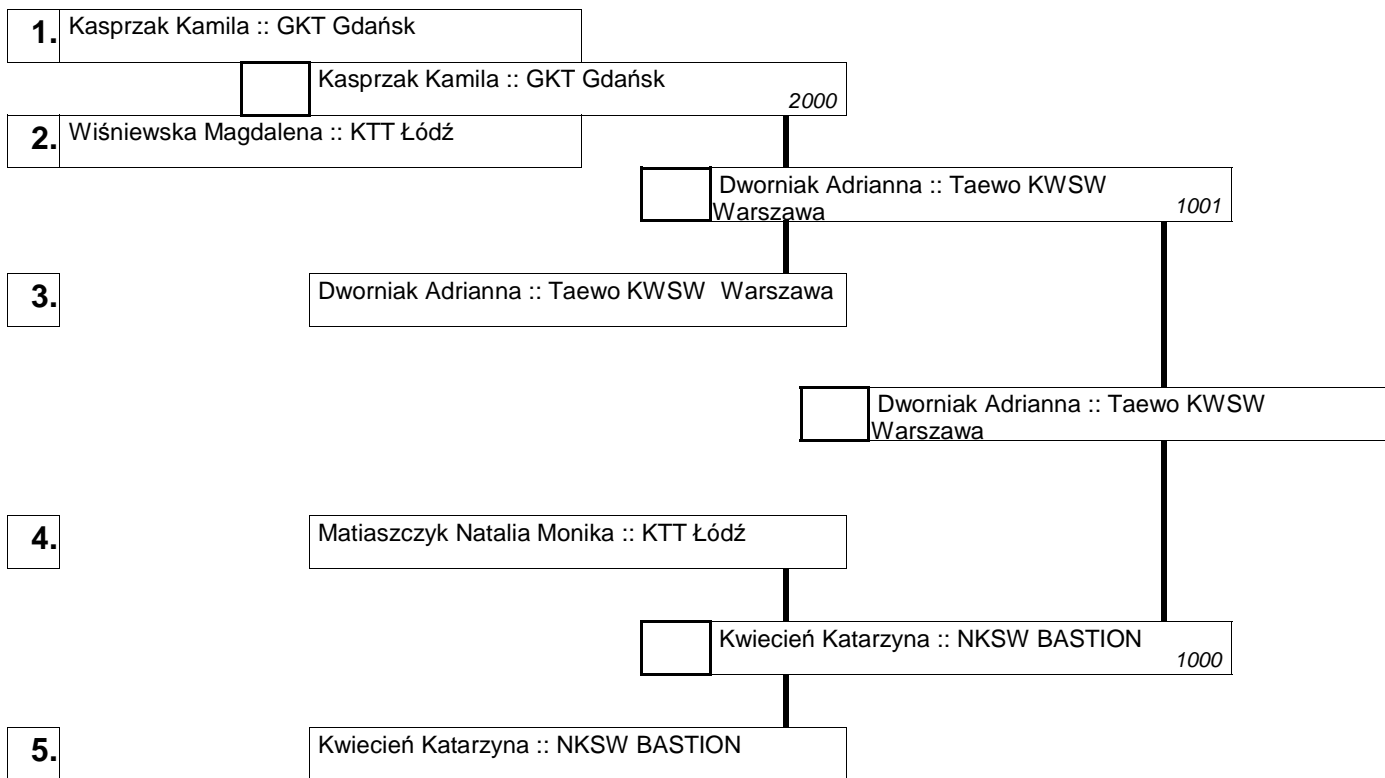 1. Kasprzak Kamila :: GKT Gdańsk
Kasprzak Kamila :: GKT Gdańsk
2000
2. Wiśniewska Magdalena :: KTT Łódź
Dworniak Adrianna :: Taewo KWSW
Warszawa
1001
3. Dworniak Adrianna :: Taewo KWSW Warszawa
Dworniak Adrianna :: Taewo KWSW
Warszawa
4. Matiaszczyk Natalia Monika :: KTT Łódź
Kwiecień Katarzyna :: NKSW BASTION
1000
5. Kwiecień Katarzyna :: NKSW BASTION